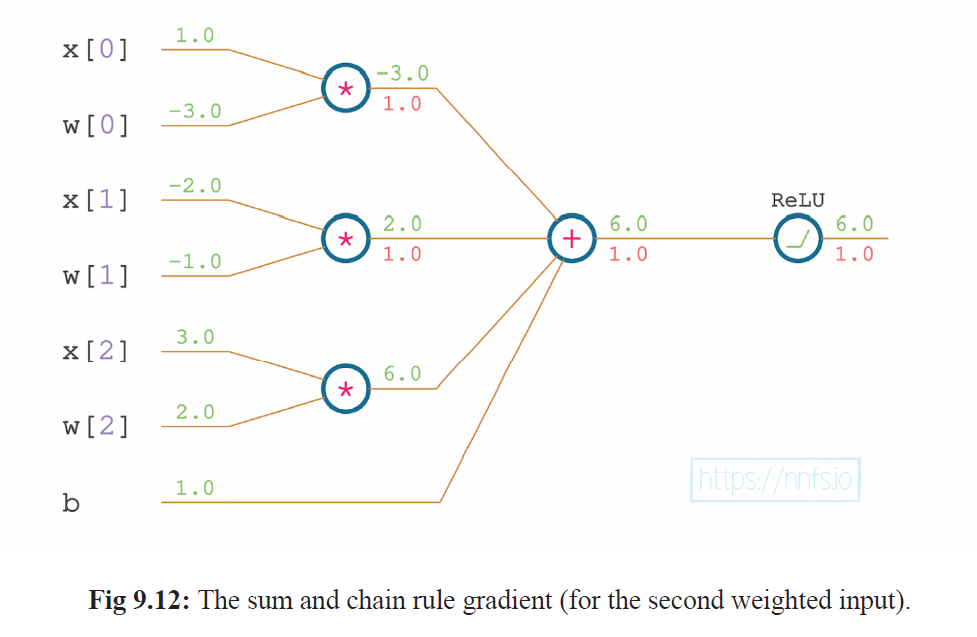 x[0] 1.0
-3.0
1.0
w[0] -3.0
x[1] -2.0
2.0
1.0
w[1] -1.0
6.0
1.0
ReLU
6.0
1.0
x[2] 3.0
6.0
w[2] 2.0
b 1.0
https://nnfs.io
Fig 9.12: The sum and chain rule gradient (for the second weighted input).